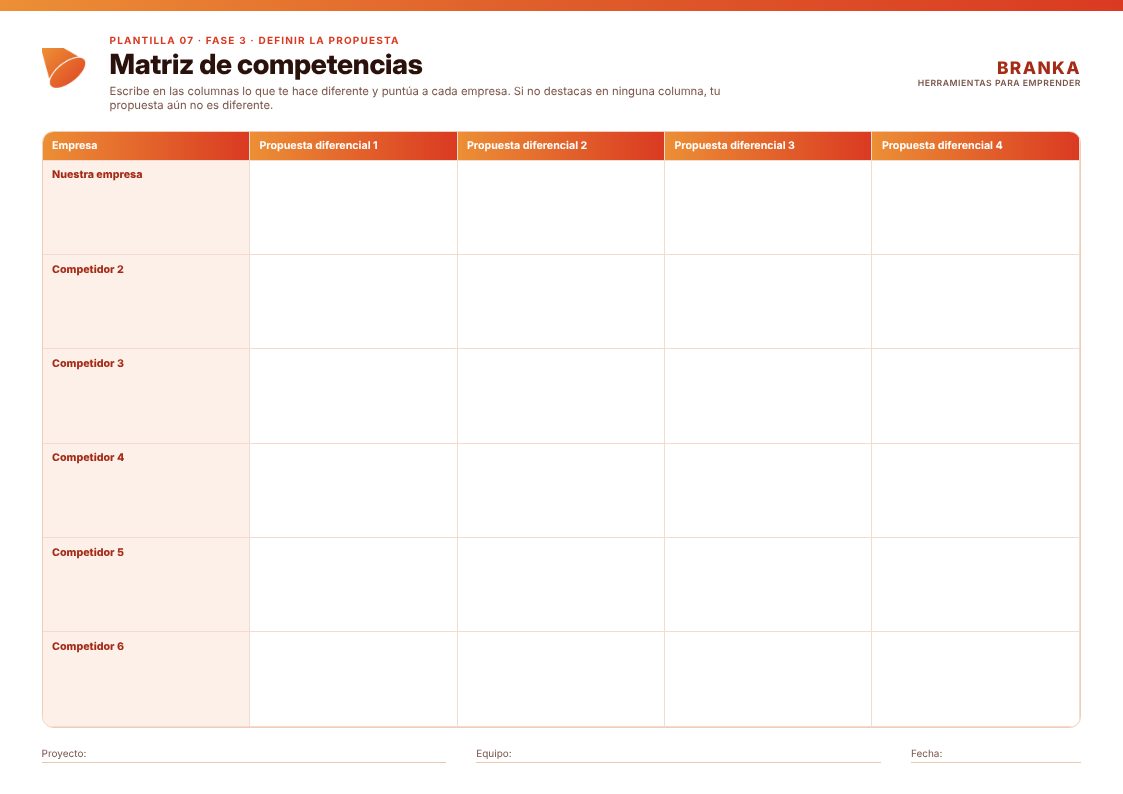 PLANTILLA 07 · FASE 3 · DEFINIR LA PROPUESTA
Matriz de competencias
Escribe en las columnas lo que te hace diferente y puntúa a cada empresa. Si no destacas en ninguna columna, tu
propuesta aún no es diferente.
BRANKA
HERRAMIENTAS PARA EMPRENDER
Empresa Propuesta diferencial 1 Propuesta diferencial 2 Propuesta diferencial 3 Propuesta diferencial 4
Nuestra empresa
Competidor 2
Competidor 3
Competidor 4
Competidor 5
Competidor 6
Proyecto: Equipo: Fecha: